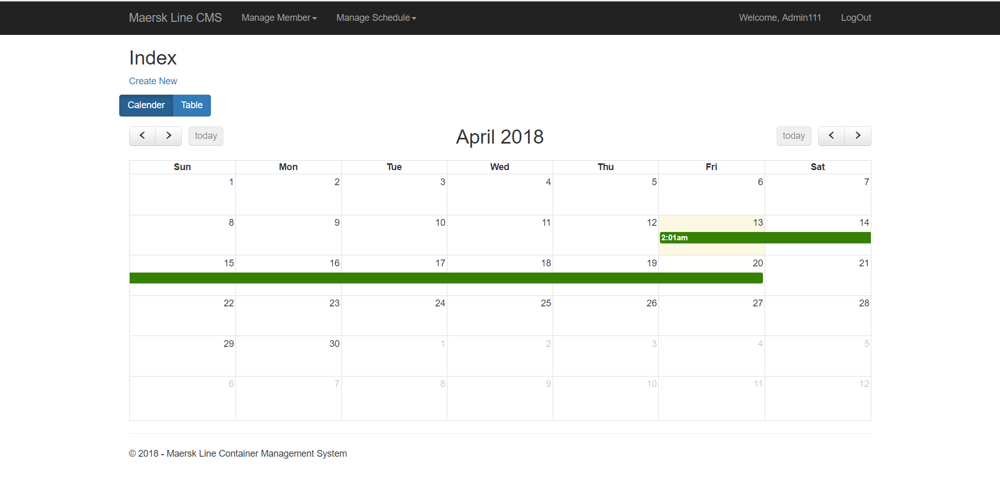 Maersk Line CMS Manage Member Manage Schedule Welcome, Admin111 LogOut
Index
Create New
Calender Table
today April 2018 today
Sun Mon Tue Wed Thu Fri Sat
1 2 3 4 5 6 7
8 9 10 11 12 13 14
2:01am
15 16 17 18 19 20 21
22 23 24 25 26 27 28
29 30 1 2 3 4 5
6 7 8 9 10 11 12
© 2018 - Maersk Line Container Management System